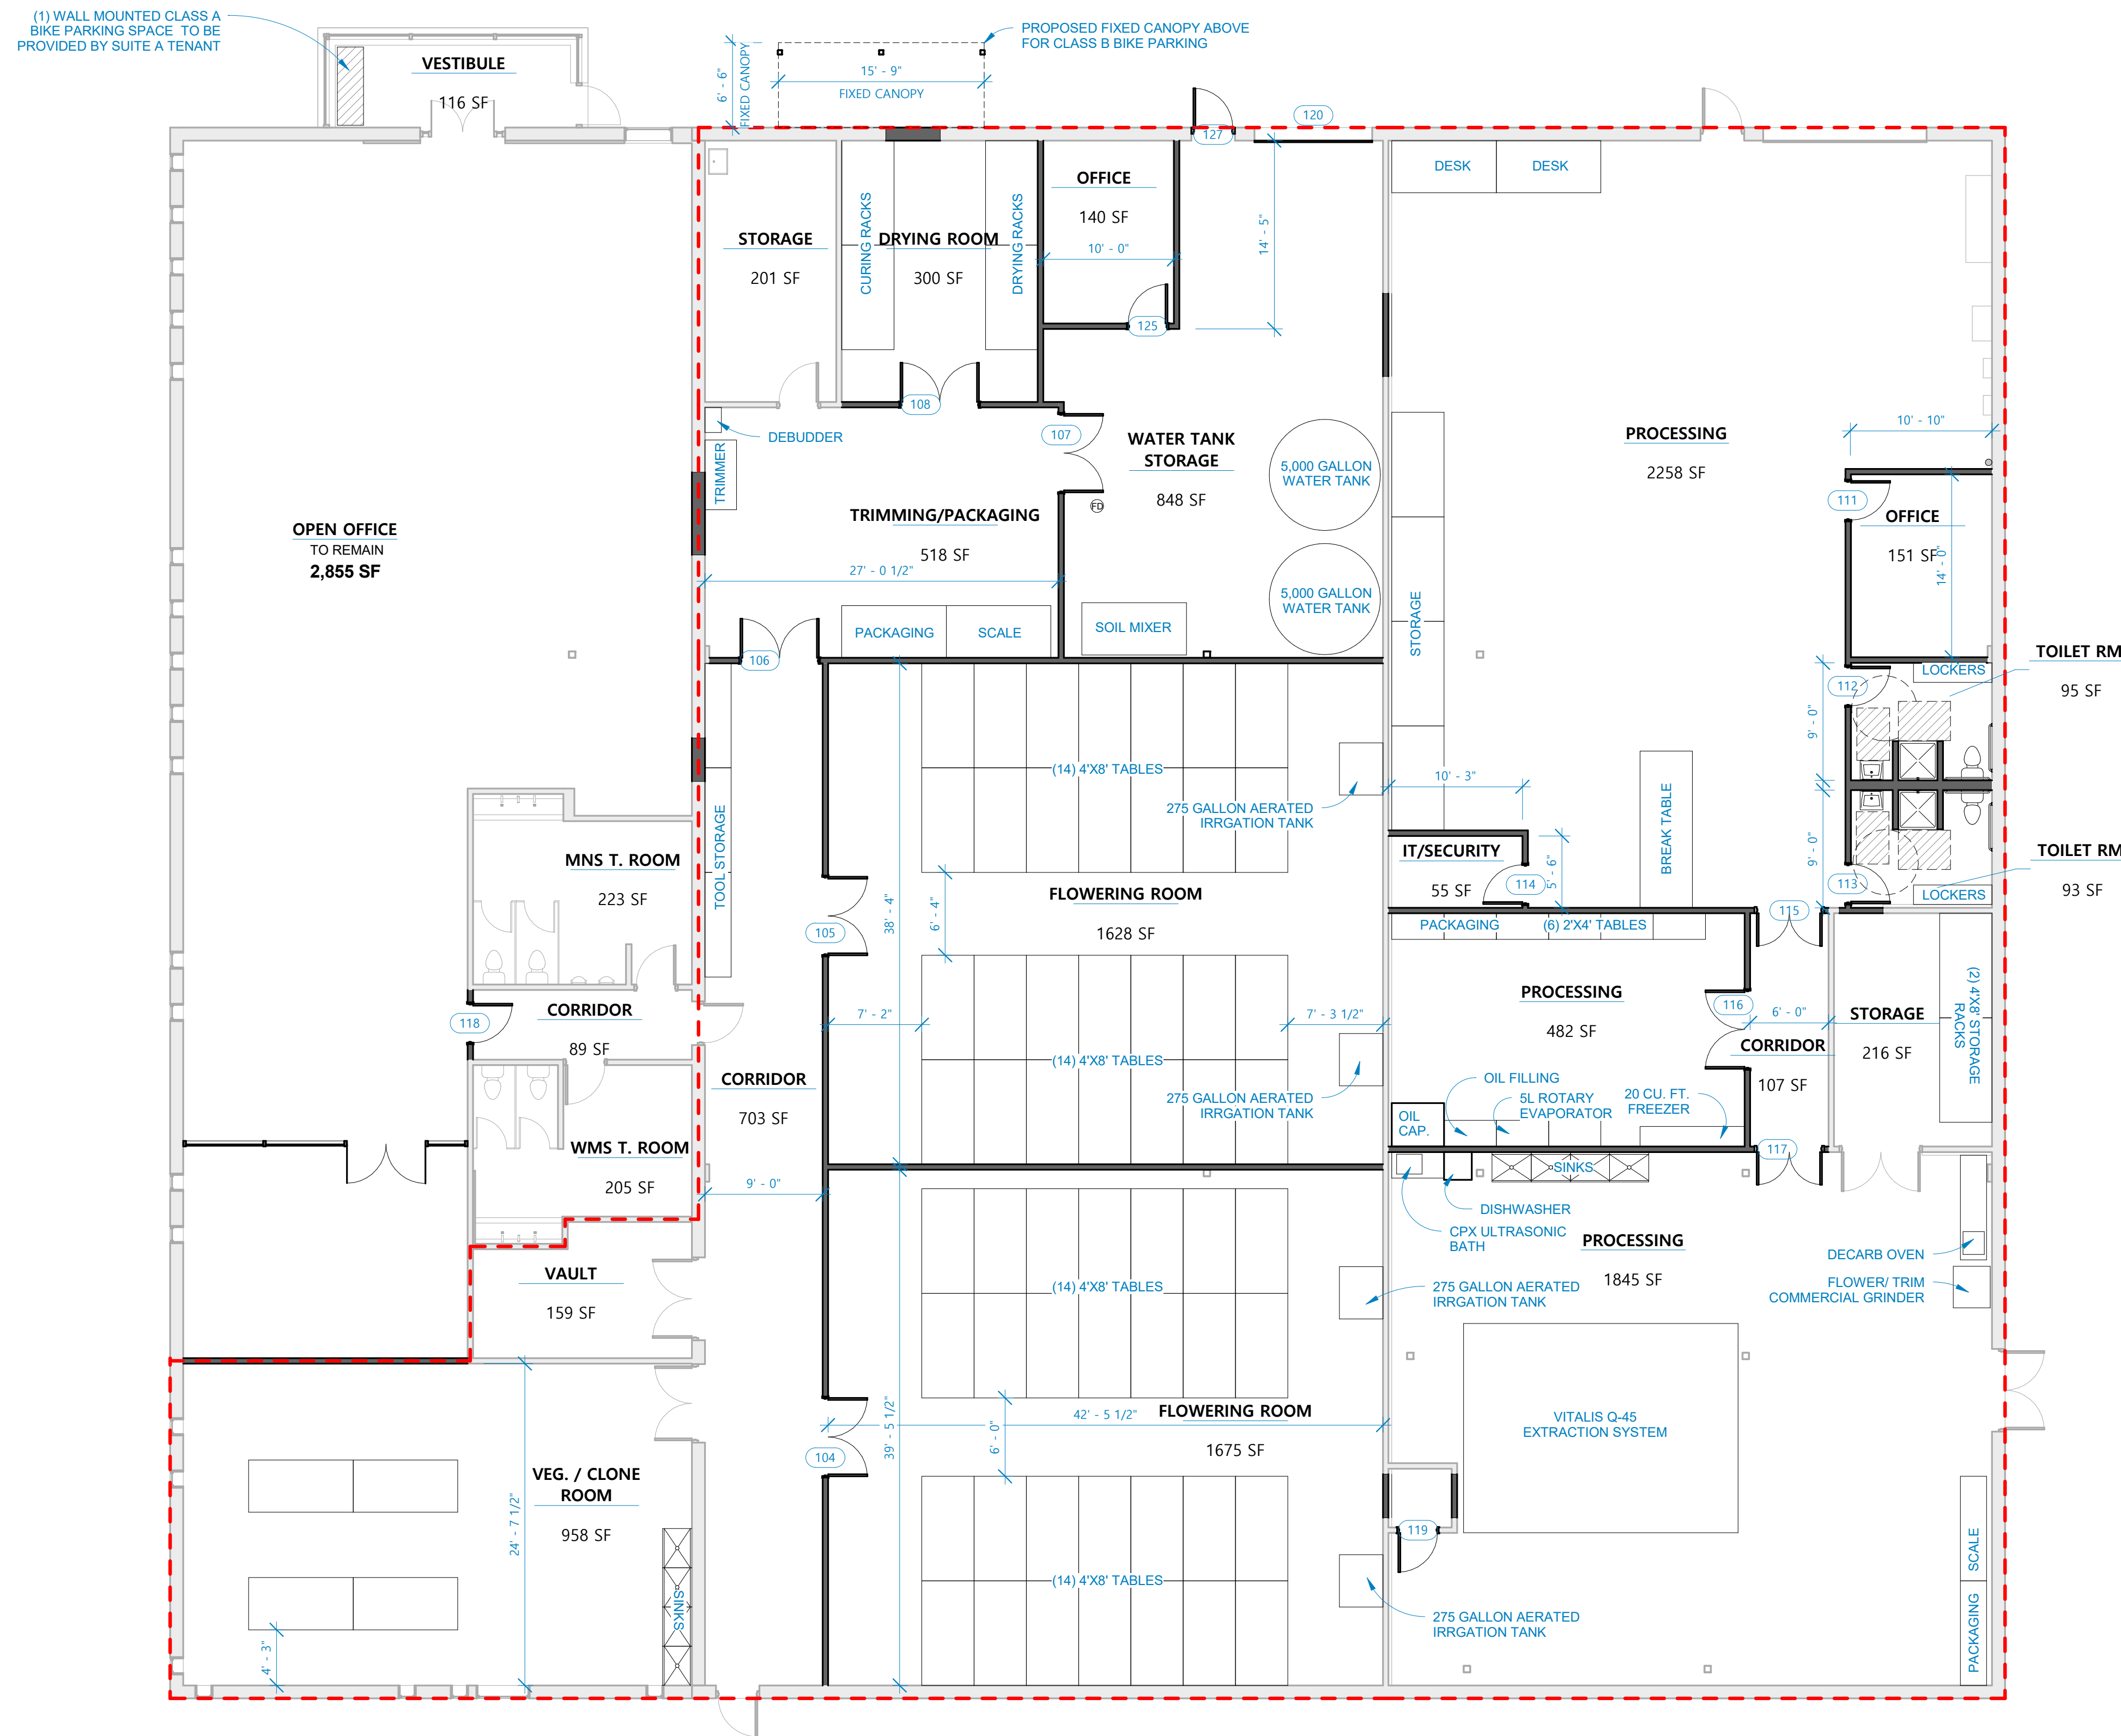 (1) WALL MOUNTED CLASS A
BIKE PARKING SPACE TO BE
PROVIDED BY SUITE A TENANT
VESTIBULE
116 SF
6' - 6"
FIXED CANOPY
15' - 9"
FIXED CANOPY
PROPOSED FIXED CANOPY ABOVE
FOR CLASS B BIKE PARKING
127
120
OPEN OFFICE
TO REMAIN
2,855 SF
STORAGE
201 SF
CURING RACKS
DRYING ROOM
300 SF
DRYING RACKS
OFFICE
140 SF
10' - 0"
125
14' - 5"
DESK
DESK
108
107
DEBUDDER
TRIMMER
TRIMMING/PACKAGING
518 SF
27' - 0 1/2"
PACKAGING
SCALE
106
WATER TANK
STORAGE
848 SF
FD
5,000 GALLON
WATER TANK
5,000 GALLON
WATER TANK
SOIL MIXER
STORAGE
PROCESSING
2258 SF
10' - 10"
111
OFFICE
151 SF
14' - 0"
TOILET RM
95 SF
LOCKERS
112
9' - 0"
9' - 0"
113
LOCKERS
TOILET RM
93 SF
BREAK TABLE
10' - 3"
IT/SECURITY
55 SF
114
5' - 6"
TOOL STORAGE
(14) 4'X8' TABLES
275 GALLON AERATED
IRRGATION TANK
38' - 4"
6' - 4"
FLOWERING ROOM
1628 SF
105
7' - 2"
7' - 3 1/2"
(14) 4'X8' TABLES
275 GALLON AERATED
IRRGATION TANK
MNS T. ROOM
223 SF
118
CORRIDOR
89 SF
WMS T. ROOM
205 SF
CORRIDOR
703 SF
9' - 0"
VAULT
159 SF
PACKAGING
(6) 2'X4' TABLES
115
PROCESSING
482 SF
116
6' - 0"
CORRIDOR
107 SF
STORAGE
216 SF
(2) 4'X8' STORAGE
RACKS
OIL FILLING
5L ROTARY
EVAPORATOR
20 CU. FT.
FREEZER
OIL
CAP.
117
SINKS
DISHWASHER
CPX ULTRASONIC
BATH
PROCESSING
1845 SF
DECARB OVEN
FLOWER/ TRIM
COMMERCIAL GRINDER
(14) 4'X8' TABLES
275 GALLON AERATED
IRRGATION TANK
39' - 5 1/2"
42' - 5 1/2"
6' - 0"
FLOWERING ROOM
1675 SF
104
VITALIS Q-45
EXTRACTION SYSTEM
119
(14) 4'X8' TABLES
275 GALLON AERATED
IRRGATION TANK
SCALE
PACKAGING
VEG. / CLONE
ROOM
958 SF
24' - 7 1/2"
SINKS
4' - 3"